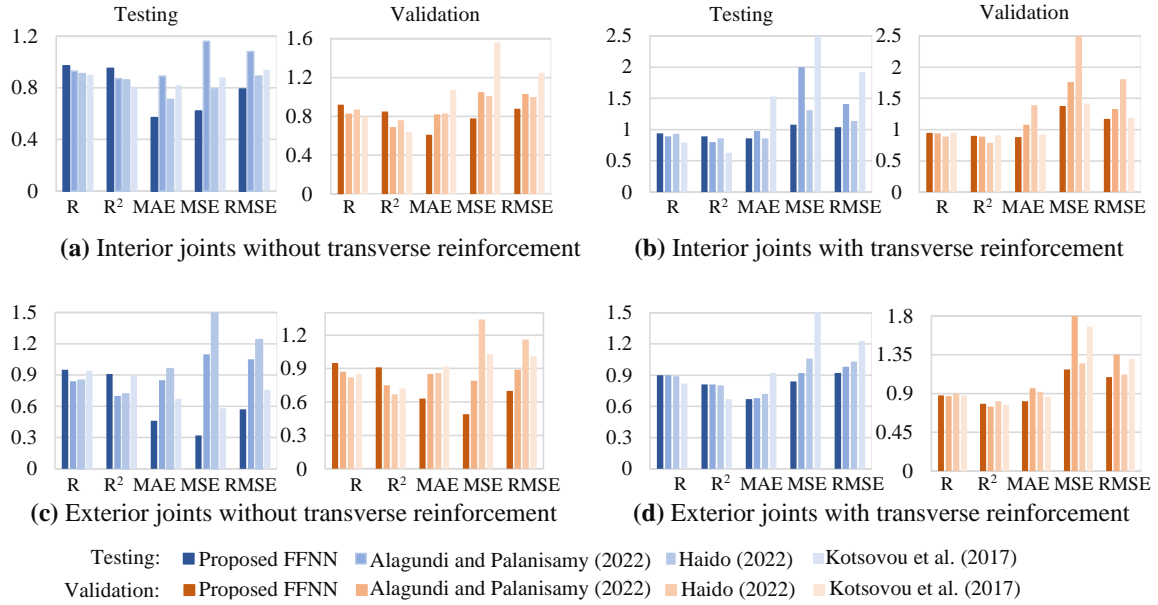 Testing Validation Testing Validation
1.2 0.8 0.4 0
1.6 1.2 0.8 0.4 0
2.5 2 1.5 1 0.5 0
2.5 2 1.5 1 0.5 0
R R² MAE MSE RMSE R R² MAE MSE RMSE R R² MAE MSE RMSE R R² MAE MSE RMSE
(a) Interior joints without transverse reinforcement (b) Interior joints with transverse reinforcement
1.5 1.2 0.9 0.6 0.3 0
1.2 0.9 0.6 0.3 0
1.5 1.2 0.9 0.6 0.3 0
1.8 1.35 0.9 0.45 0
R R² MAE MSE RMSE R R² MAE MSE RMSE R R² MAE MSE RMSE R R² MAE MSE RMSE
(c) Exterior joints without transverse reinforcement (d) Exterior joints with transverse reinforcement
Testing: Proposed FFNN Alagundi and Palanisamy (2022) Haido (2022) Kotsovou et al. (2017)
Validation: Proposed FFNN Alagundi and Palanisamy (2022) Haido (2022) Kotsovou et al. (2017)